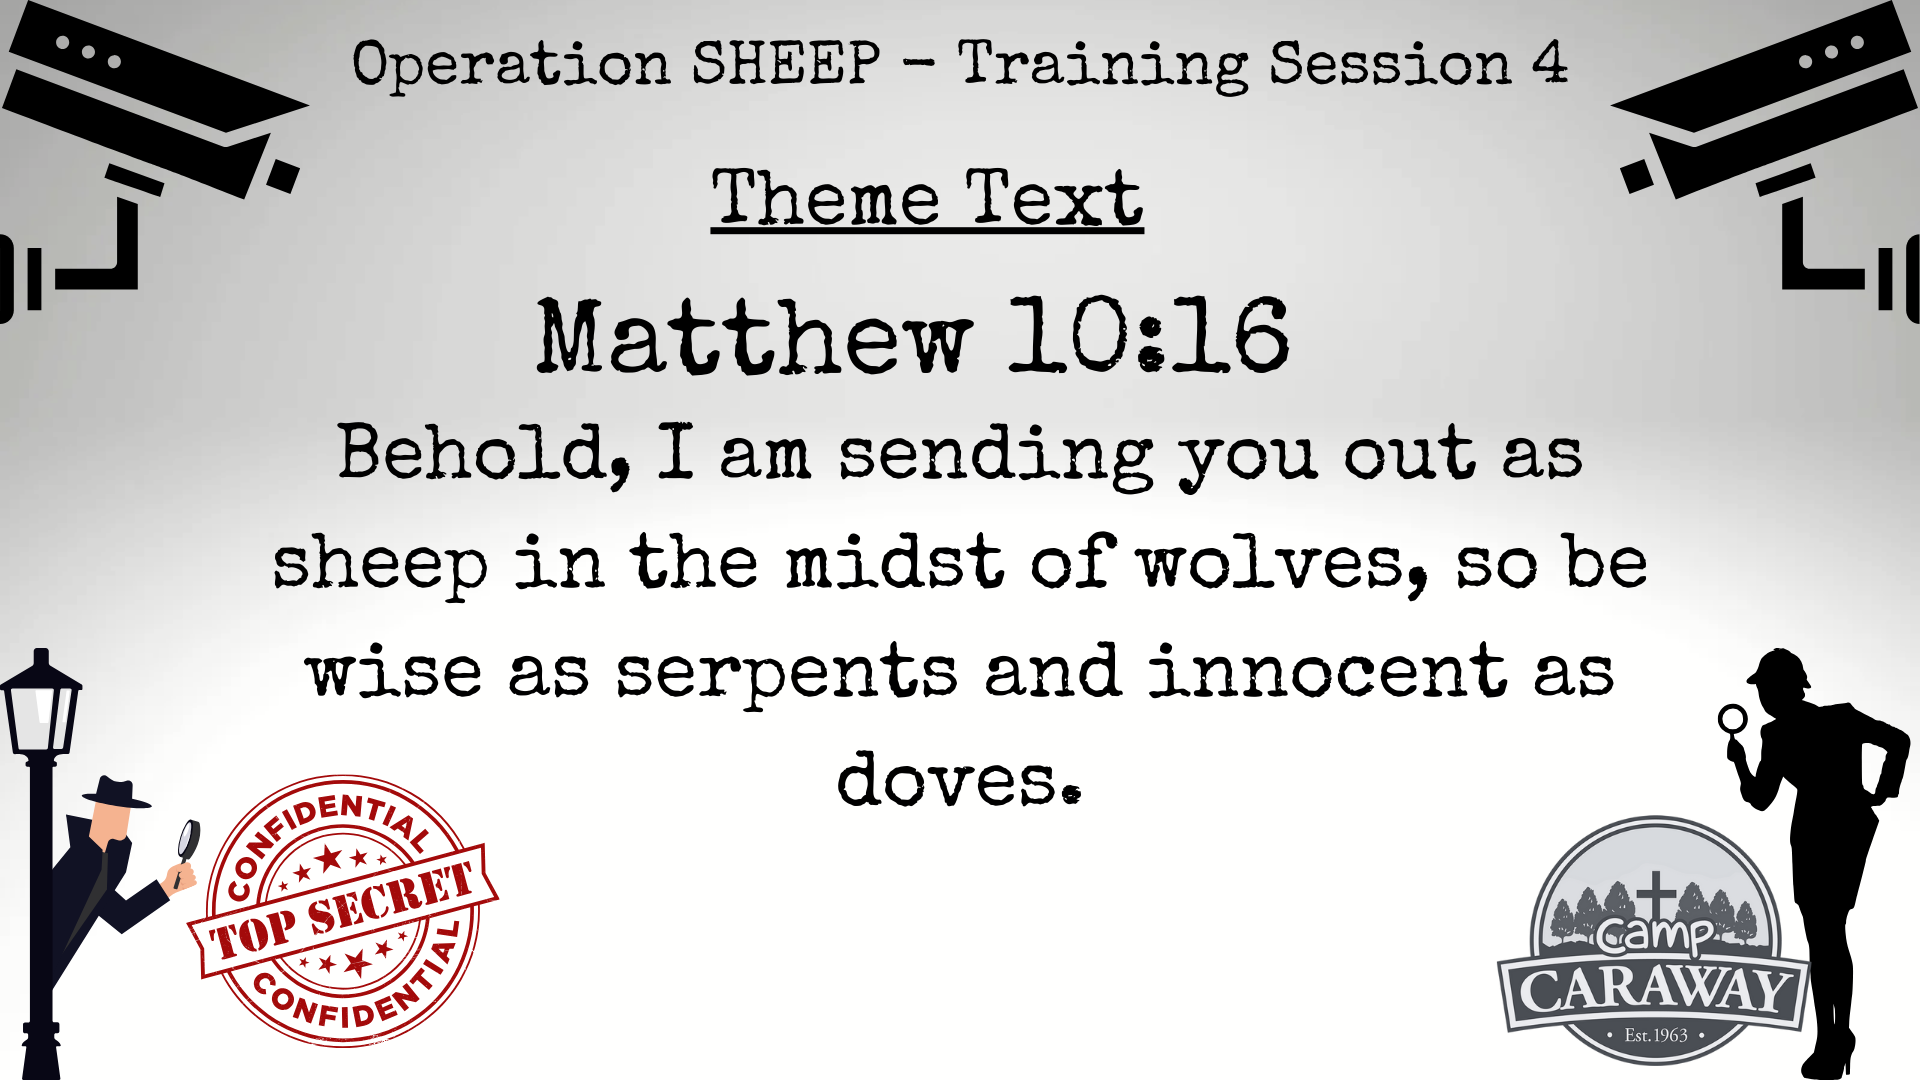 Operation SHEEP - Training Session 4
Theme Text
Matthew 10:16
Behold, I am sending you out as
sheep in the midst of wolves, so be
wise as serpents and innocent as
doves.
CONFIDENTIAL
TOP SECRET
CONFIDENTIAL
Camp
CARAWAY
• Est.1963 •